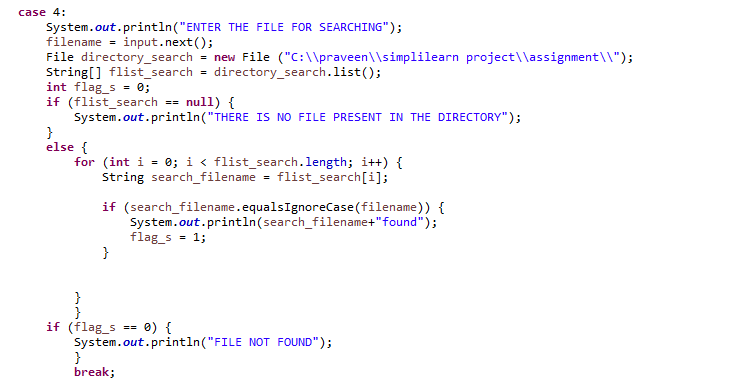 case 4:
System.out.println("ENTER THE FILE FOR SEARCHING");
filename = input.next();
File directory_search = new File ("C:\\praveen\\simplilearn project\\assignment\\");
String[] flist_search = directory_search.list();
int flag_s = 0;
if (flist_search == null) {
System.out.println("THERE IS NO FILE PRESENT IN THE DIRECTORY");
}
else {
for (int i = 0; i < flist_search.length; i++) {
String search_filename = flist_search[i];
if (search_filename.equalsIgnoreCase(filename)) {
System.out.println(search_filename+"found");
flag_s = 1;
}
}
}
if (flag_s == 0) {
System.out.println("FILE NOT FOUND");
}
break;